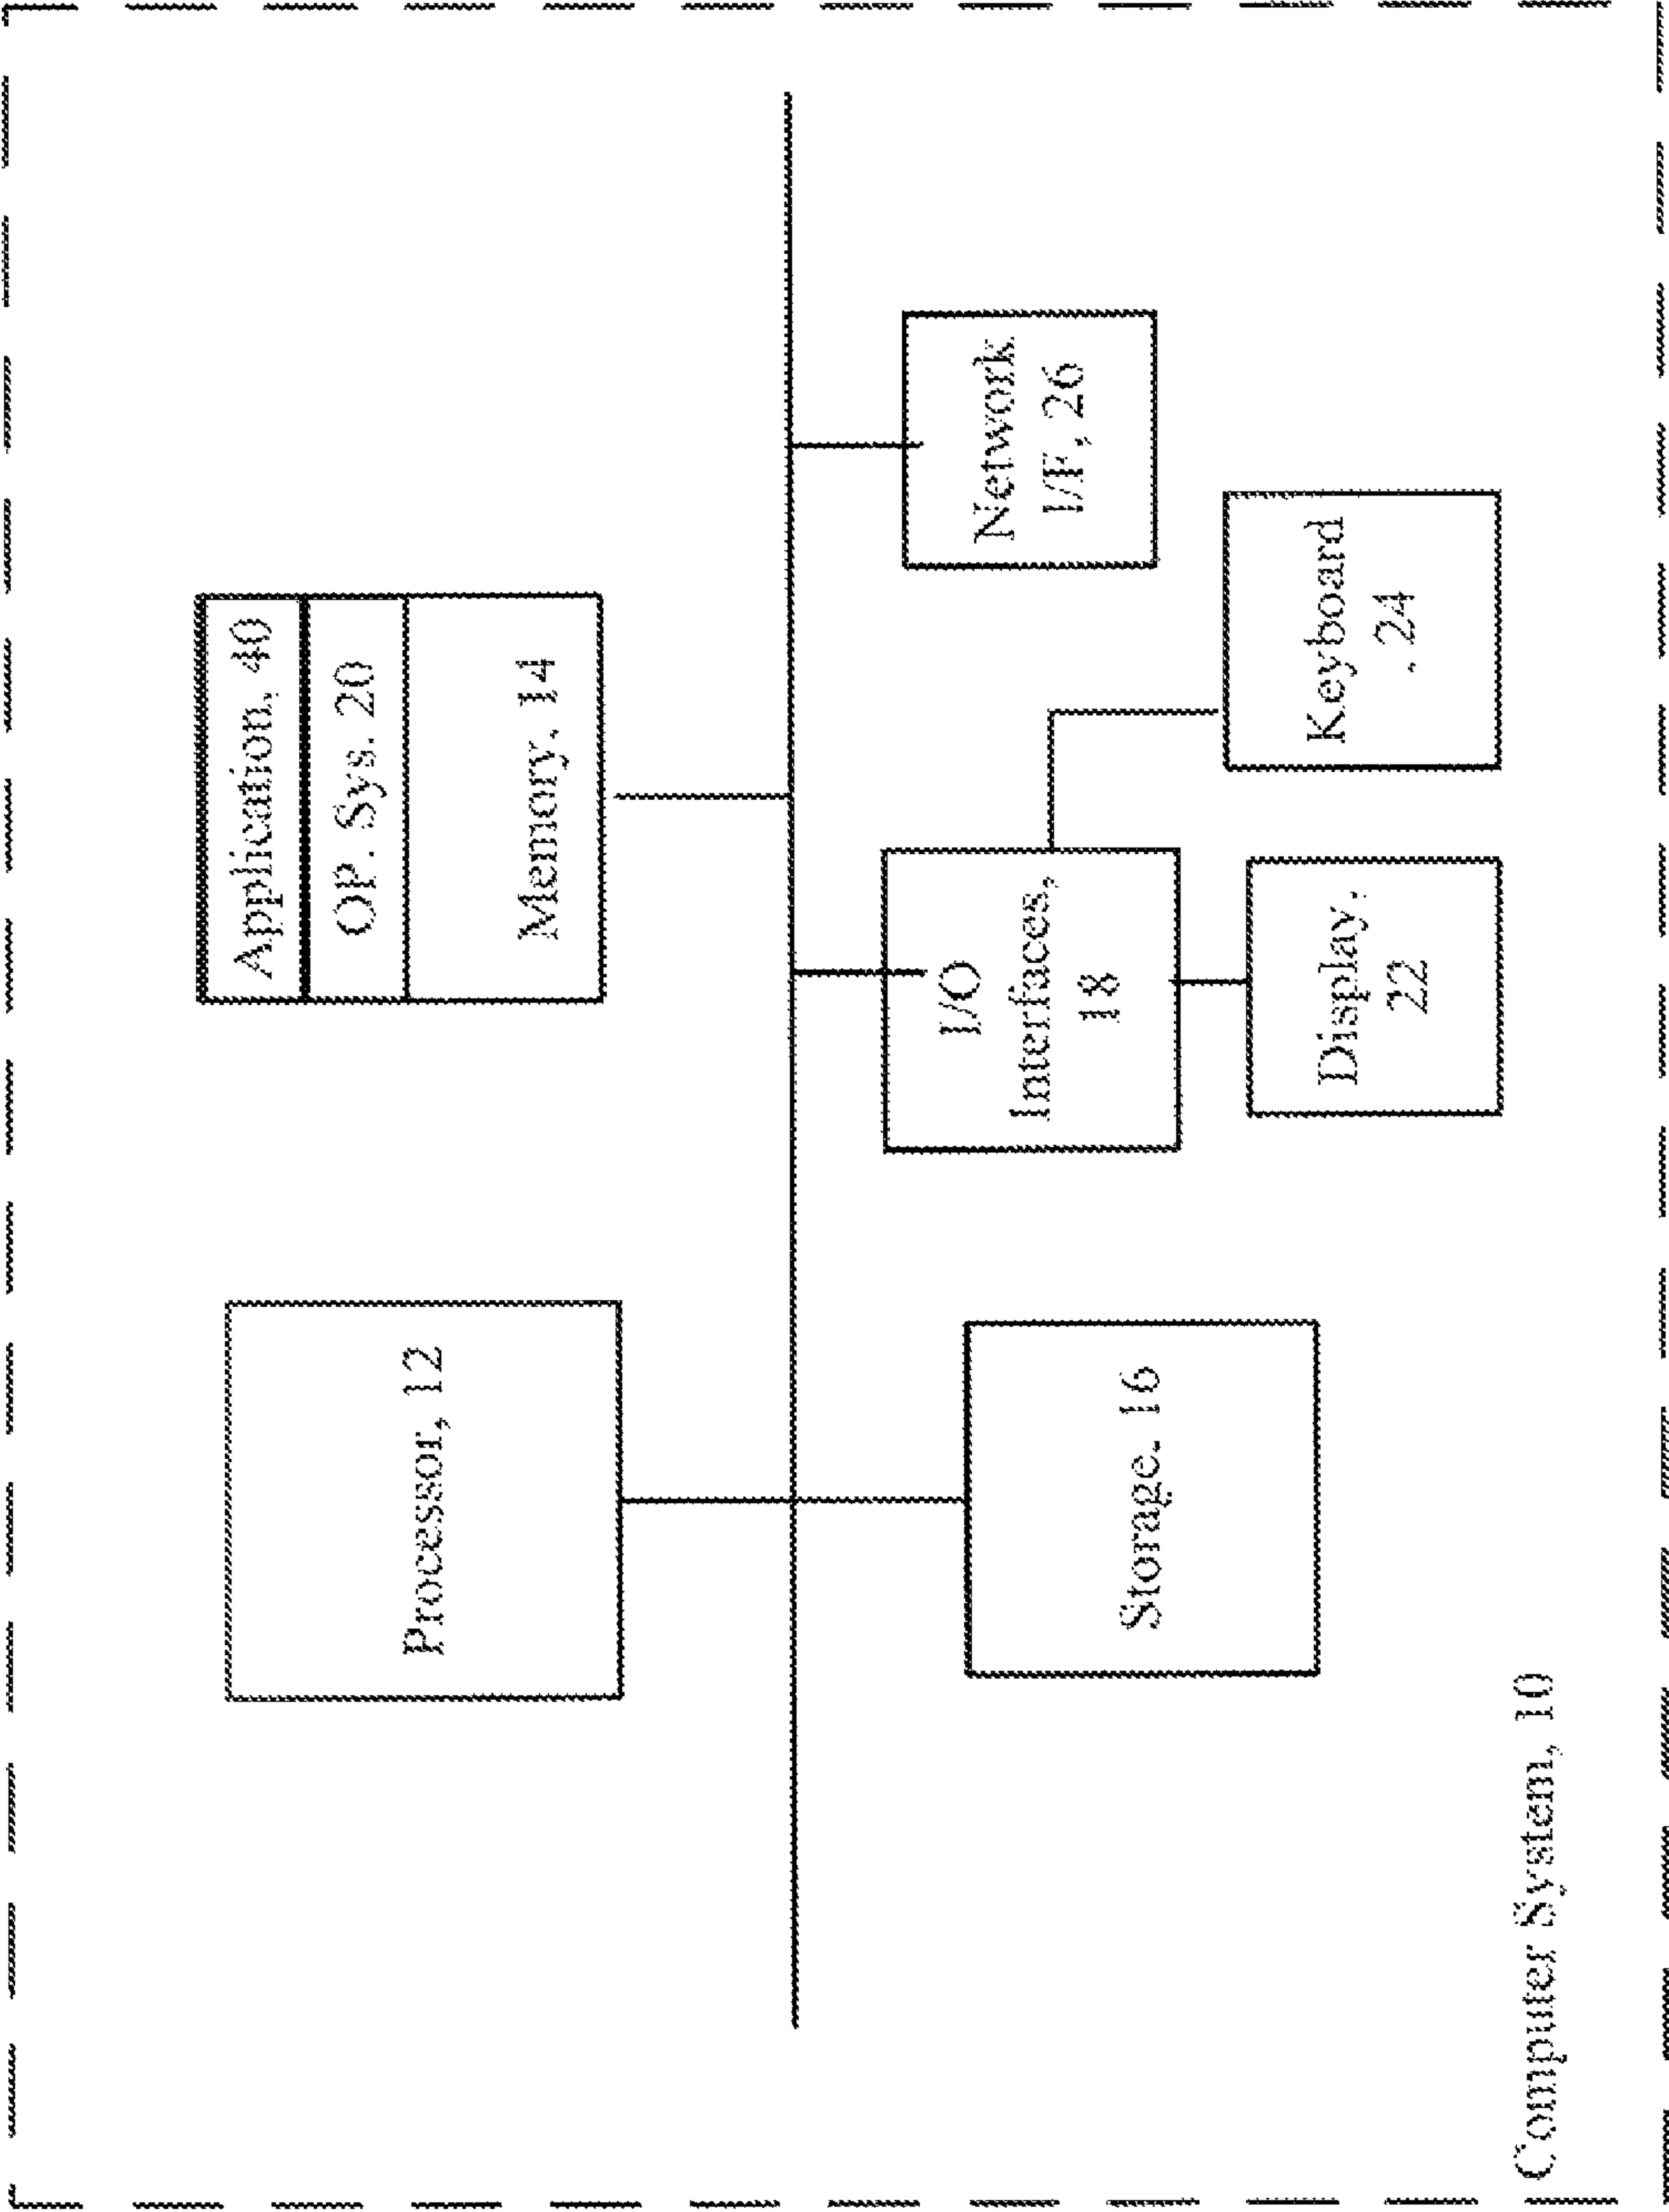 Application, 40
OP. Sys. 20
Memory, 14
Processor, 12
Network
I/F, 26
I/O
Interfaces,
18
Keyboard
, 24
Display,
22
Storage, 16
Computer System, 10